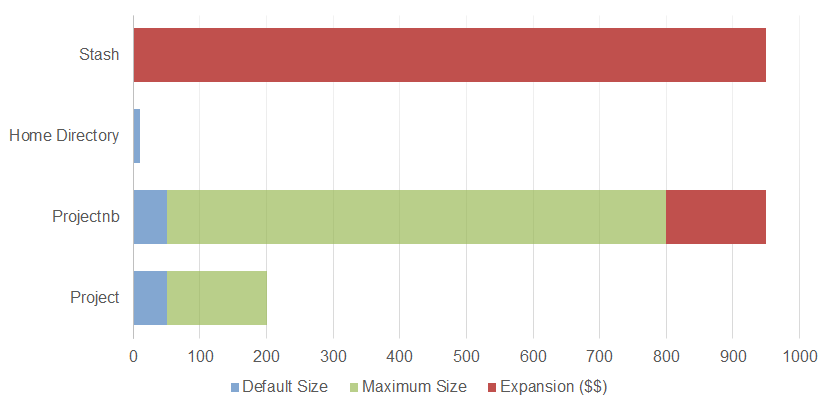 Stash
Home Directory
Projectnb
Project
0 100 200 300 400 500 600 700 800 900 1000
Default Size Maximum Size Expansion ($$)